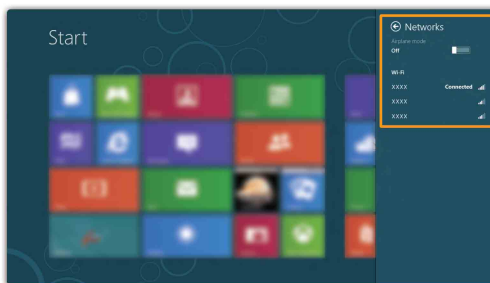 Start
Networks
Airplane mode
Off
Wi-Fi
XXXX Connected
XXXX
XXXX